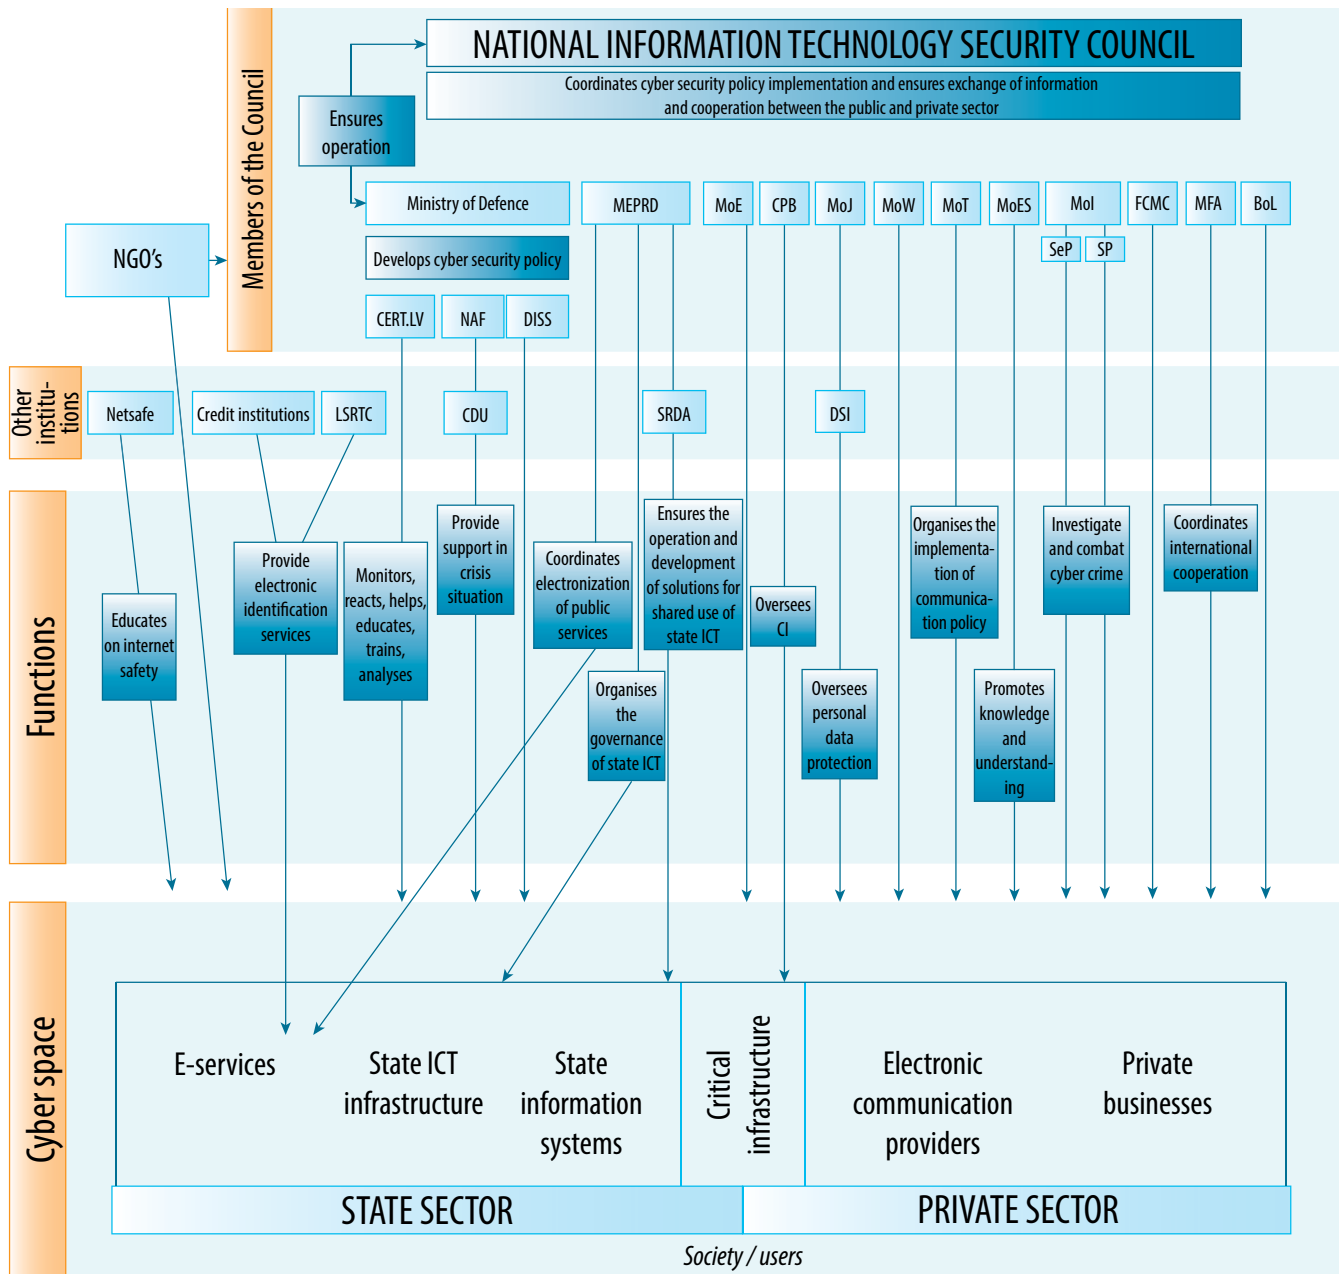 NATIONAL INFORMATION TECHNOLOGY SECURITY COUNCIL
Coordinates cyber security policy implementation and ensures exchange of information
and cooperation between the public and private sector
Members of the Council
Ensures
operation
Ministry of Defence
MEPRD
MoE
CPB
MoJ
MoW
MoT
MoES
MoI
FCMC
MFA
BoL
SeP
SP
NGO's
Develops cyber security policy
CERT.LV
NAF
DISS
Other
institu-
tions
Netsafe
Credit institutions
LSRTC
CDU
SRDA
DSI
Functions
Educates
on internet
safety
Provide
electronic
identification
services
Monitors,
reacts, helps,
educates,
trains,
analyses
Provide
support in
crisis
situation
Coordinates
electronization
of public
services
Organises
the
governance
of state ICT
Ensures the
operation and
development
of solutions for
shared use of
state ICT
Oversees
CI
Oversees
personal
data
protection
Organises the
implementa-
tion of
communica-
tion policy
Promotes
knowledge
and
understand-
ing
Investigate
and combat
cyber crime
Coordinates
international
cooperation
Cyber space
E-services
State ICT
infrastructure
State
information
systems
Critical
infrastructure
Electronic
communication
providers
Private
businesses
STATE SECTOR
PRIVATE SECTOR
Society / users